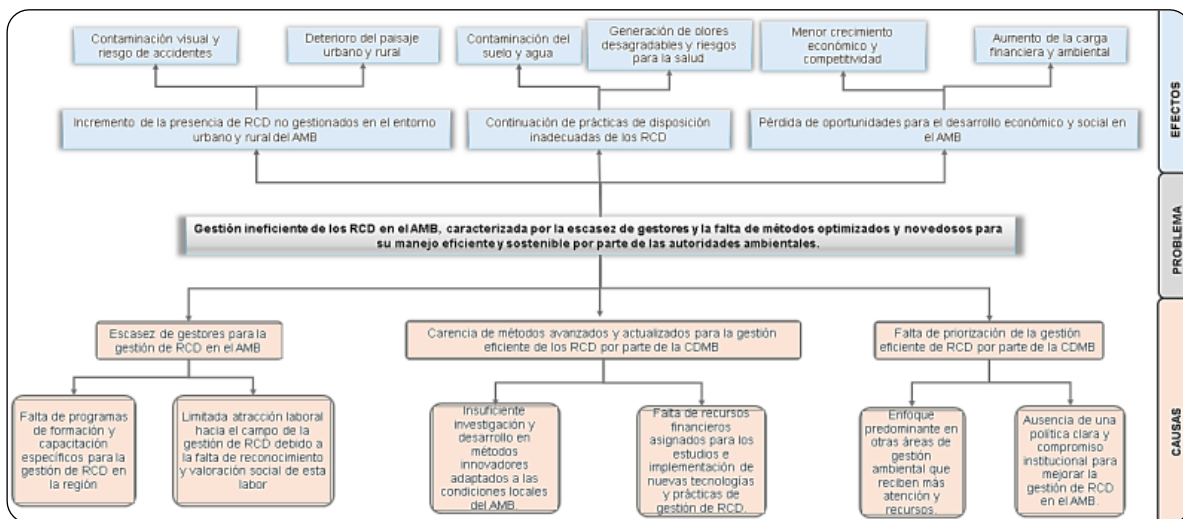 Contaminación visual y
riesgo de accidentes
Deterioro del paisaje
urbano y rural
Contaminación del
suelo y agua
Generación de olores
desagradables y riesgos
para la salud
Menor crecimiento
económico y
competitividad
Aumento de la carga
financiera y ambiental
EFECTOS
Incremento de la presencia de RCD no gestionados en el entorno
urbano y rural del AMB
Continuación de prácticas de disposición
inadecuadas de los RCD
Pérdida de oportunidades para el desarrollo económico y social en
el AMB
Gestión ineficiente de los RCD en el AMB, caracterizada por la escasez de gestores y la falta de métodos optimizados y novedosos para
su manejo eficiente y sostenible por parte de las autoridades ambientales.
PROBLEMA
Escasez de gestores para la
gestión de RCD en el AMB
Carencia de métodos avanzados y actualizados para la gestión
eficiente de los RCD por parte de la CDMB
Falta de priorización de la gestión
eficiente de RCD por parte de la CDMB
Falta de programas
de formación y
capacitación
específicos para la
gestión de RCD en
la región
Limitada atracción laboral
hacia el campo de la
gestión de RCD debido a
la falta de reconocimiento
y valoración social de esta
labor
Insuficiente
investigación y
desarrollo en
métodos
innovadores
adaptados a las
condiciones locales
del AMB.
Falta de recursos
financieros
asignados para los
estudios e
implementación de
nuevas tecnologías
y prácticas de
gestión de RCD.
Enfoque
predominante en
otras áreas de
gestión
ambiental que
reciben más
atención y
recursos.
Ausencia de una
política clara y
compromiso
institucional para
mejorar la
gestión de RCD
en el AMB.
CAUSAS